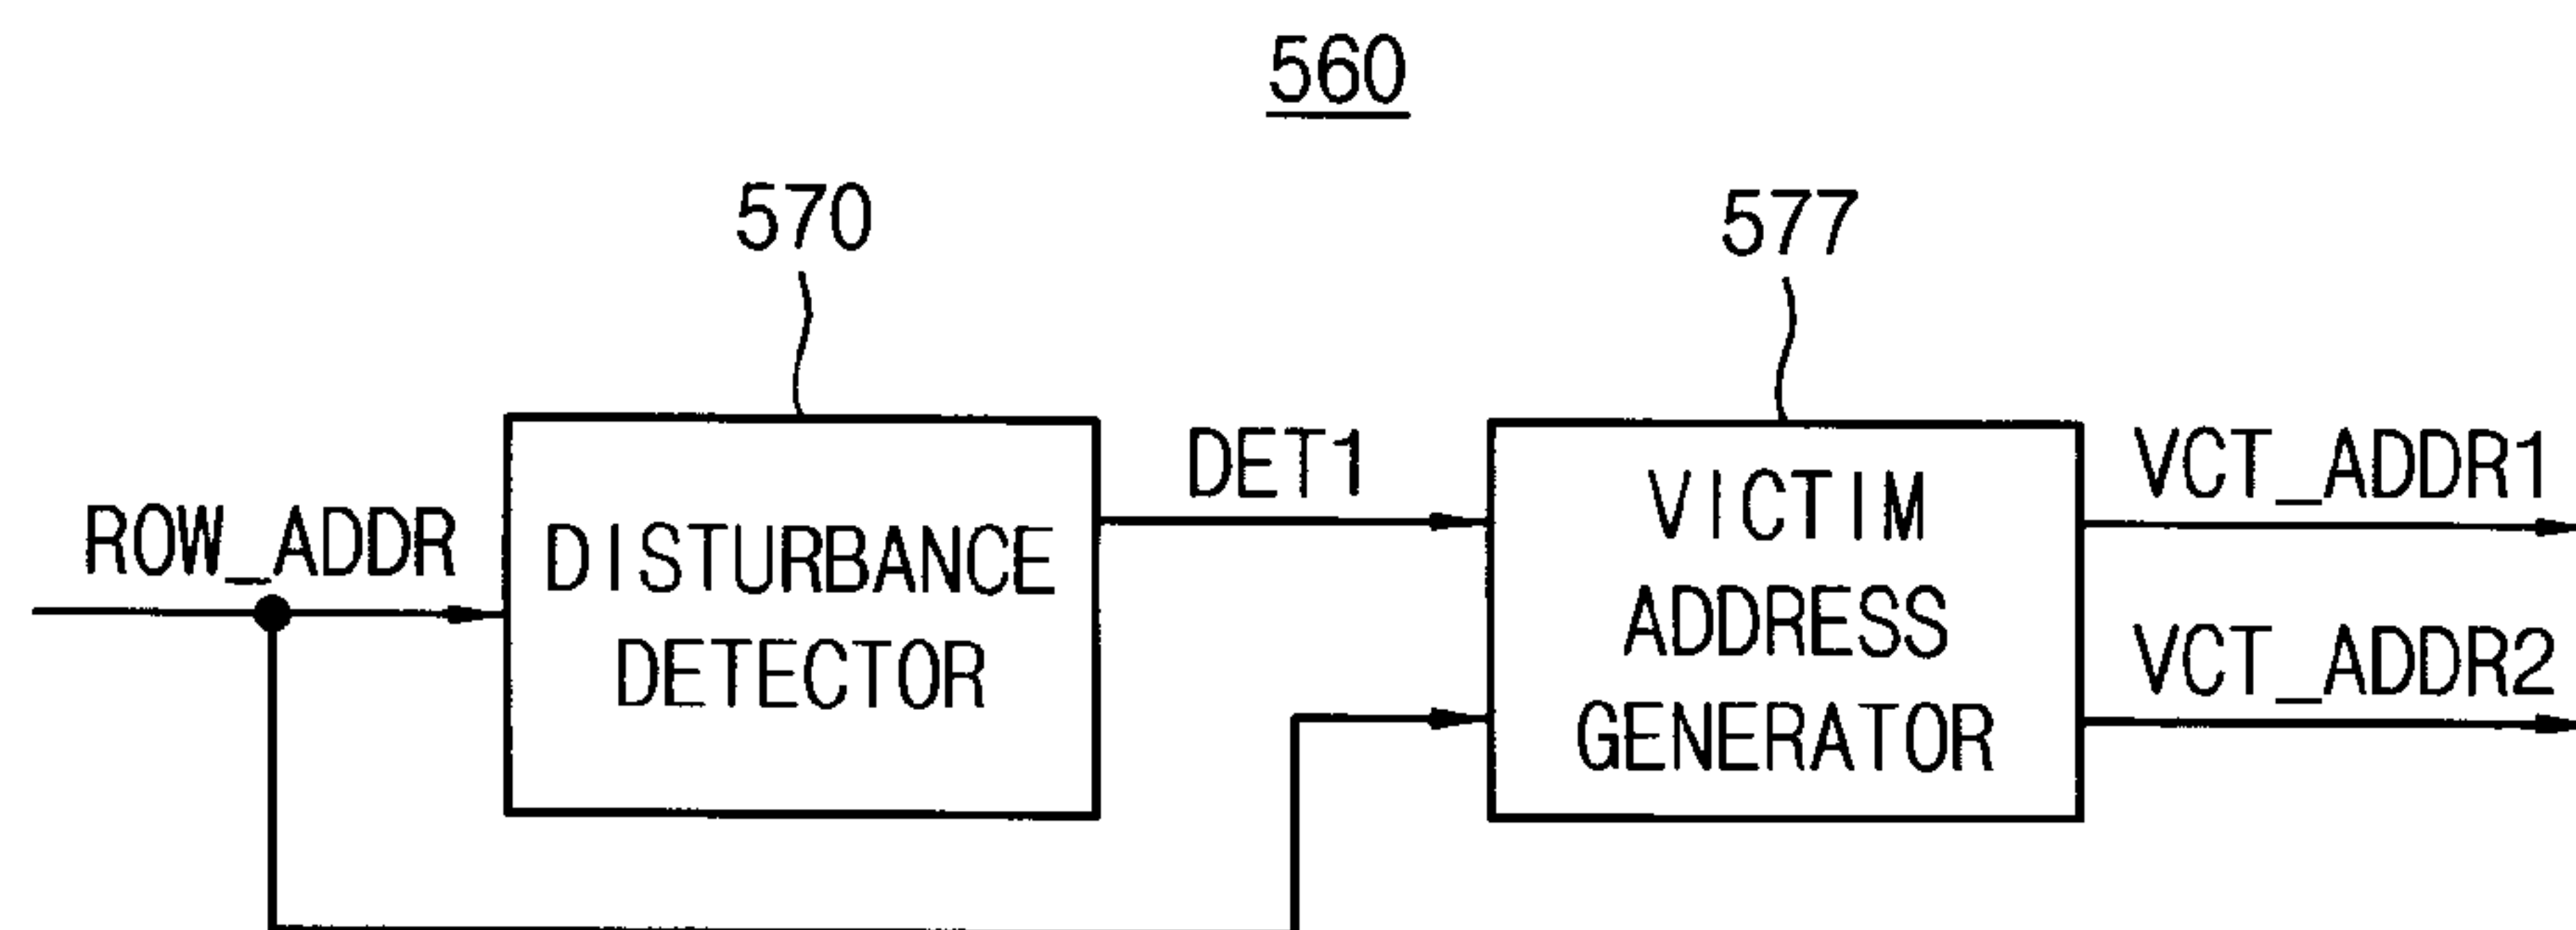 560
570
577
ROW_ADDR
DISTURBANCE
DETECTOR
DET1
VICTIM
ADDRESS
GENERATOR
VCT_ADDR1
VCT_ADDR2